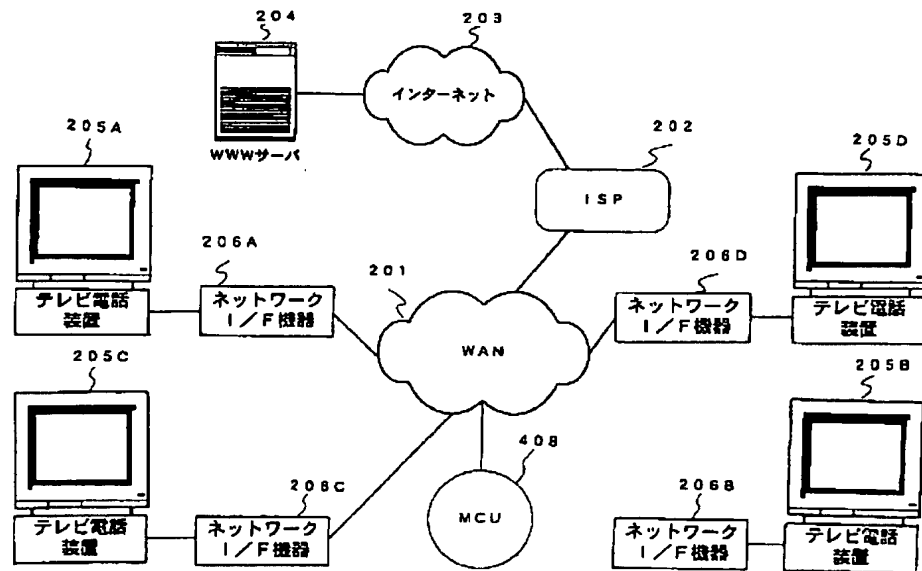 204
203
インターネット
WWWサーバ
205A
202
205D
ISP
206A
201
206D
テレビ電話
装置
ネットワーク
I/F機器
WAN
ネットワーク
I/F機器
テレビ電話
装置
205C
205B
408
206C
206B
テレビ電話
装置
ネットワーク
I/F機器
MCU
ネットワーク
I/F機器
テレビ電話
装置